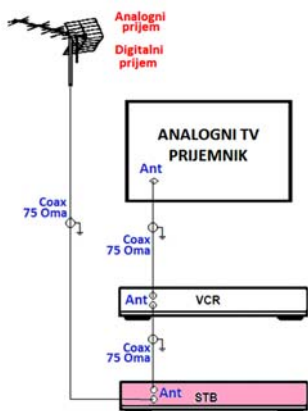 Analogni
prijem
Digitalni
prijem
ANALOGNI TV
PRIJEMNIK
Ant
Coax
75 Oma
Coax
75 Oma
Ant
VCR
Coax
75 Oma
Ant
STB